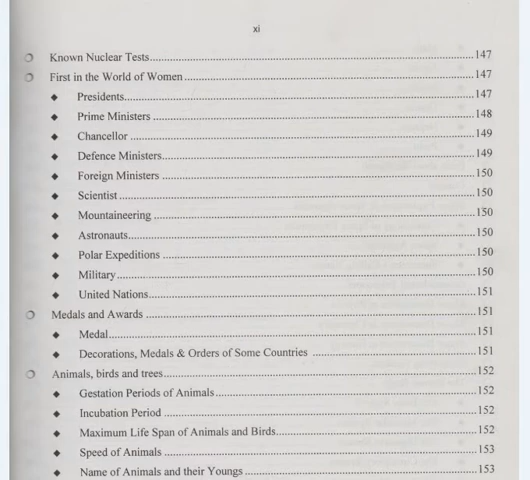 xi
Known Nuclear Tests......147
First in the World of Women......147
Presidents......147
Prime Ministers......148
Chancellor......149
Defence Ministers......149
Foreign Ministers......150
Scientist......150
Mountaineering......150
Astronauts......150
Polar Expeditions......150
Military......150
United Nations......151
Medals and Awards......151
Medal......151
Decorations, Medals & Orders of Some Countries......151
Animals, birds and trees......152
Gestation Periods of Animals......152
Incubation Period......152
Maximum Life Span of Animals and Birds......152
Speed of Animals......153
Name of Animals and their Youngs......153